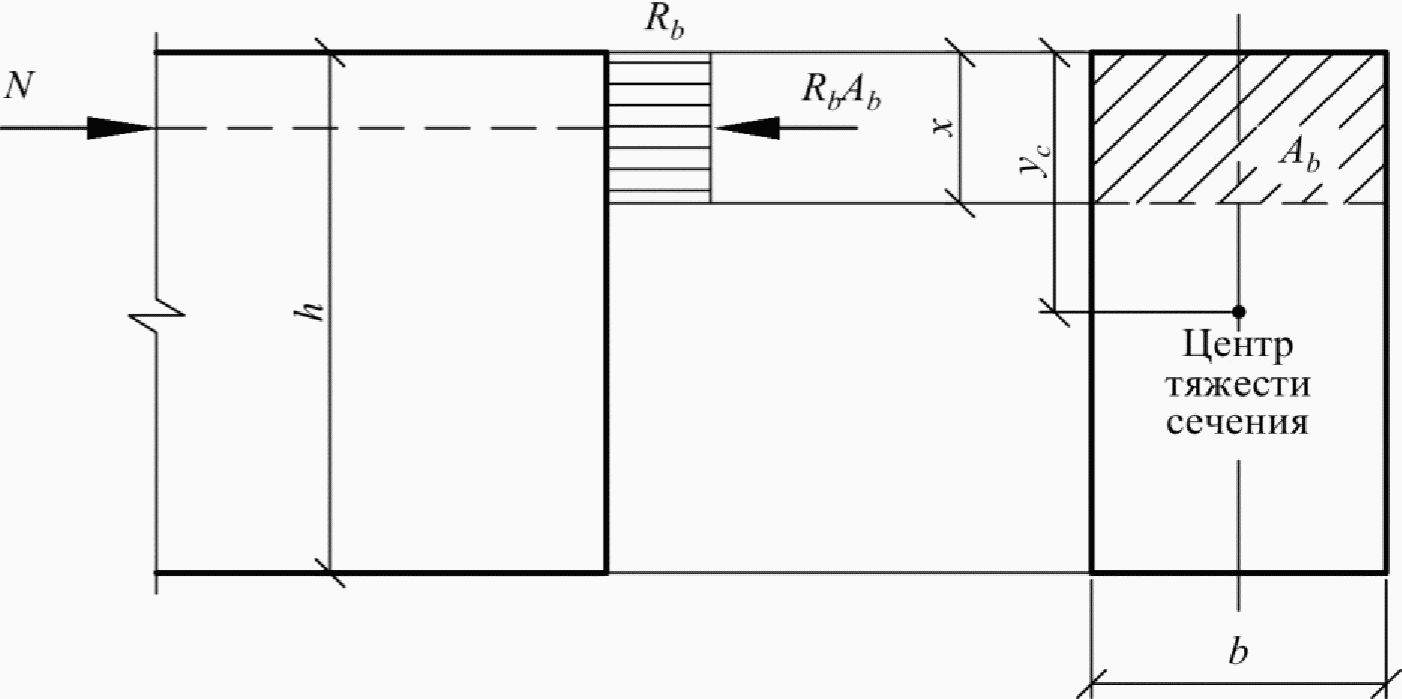 R_b
N
R_bA_b
x
y_c
A_b
h
Центр
тяжести
сечения
b